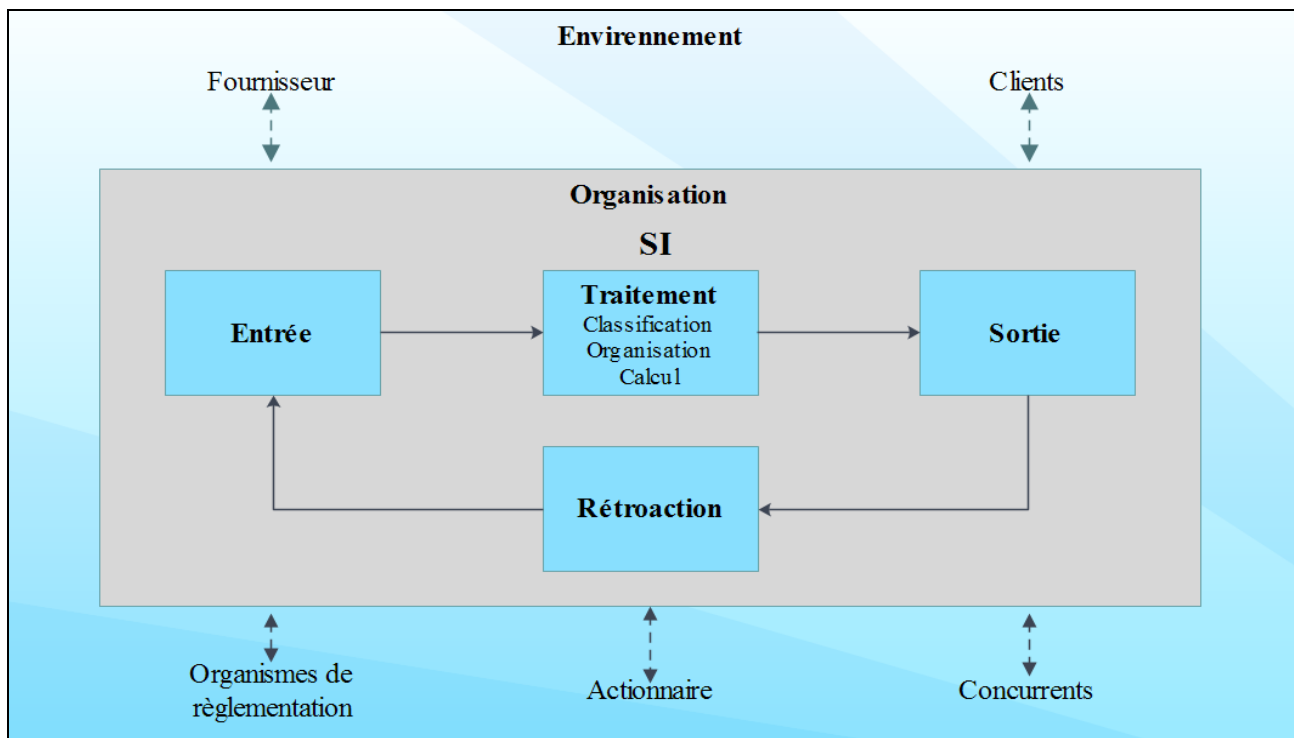 Envirennement
Fournisseur
Clients
Organisation
SI
Entrée
Traitement
Classification
Organisation
Calcul
Sortie
Rétroaction
Organismes de
règlementation
Actionnaire
Concurrents